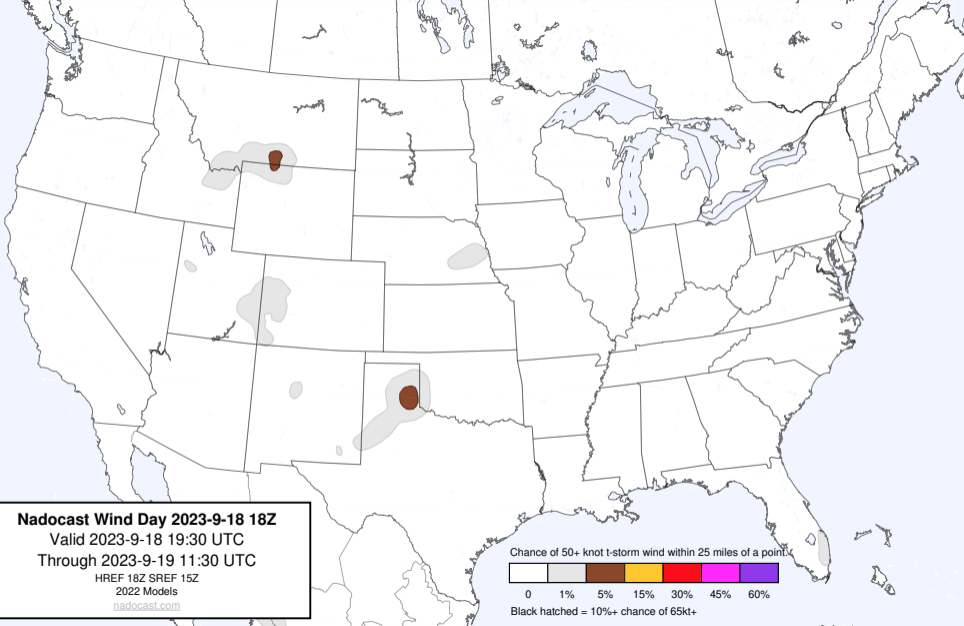 Nadocast Wind Day 2023-9-18 18Z
Valid 2023-9-18 19:30 UTC
Through 2023-9-19 11:30 UTC
HREF 18Z SREF 15Z
2022 Models
nadocast.com
Chance of 50+ knot t-storm wind within 25 miles of a point.
0 1% 5% 15% 30% 45% 60%
Black hatched = 10%+ chance of 65kt+